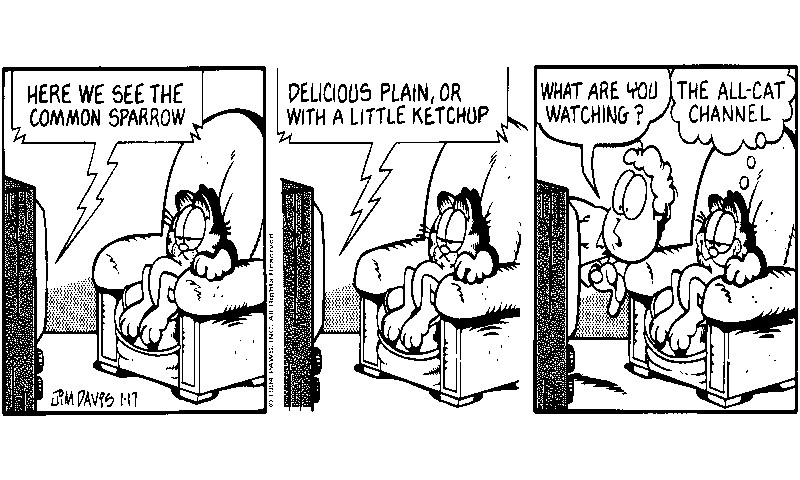 HERE WE SEE THE
COMMON SPARROW
JIM DAVIS 1·17
DELICIOUS PLAIN, OR
WITH A LITTLE KETCHUP
WHAT ARE YOU
WATCHING?
THE ALL-CAT
CHANNEL